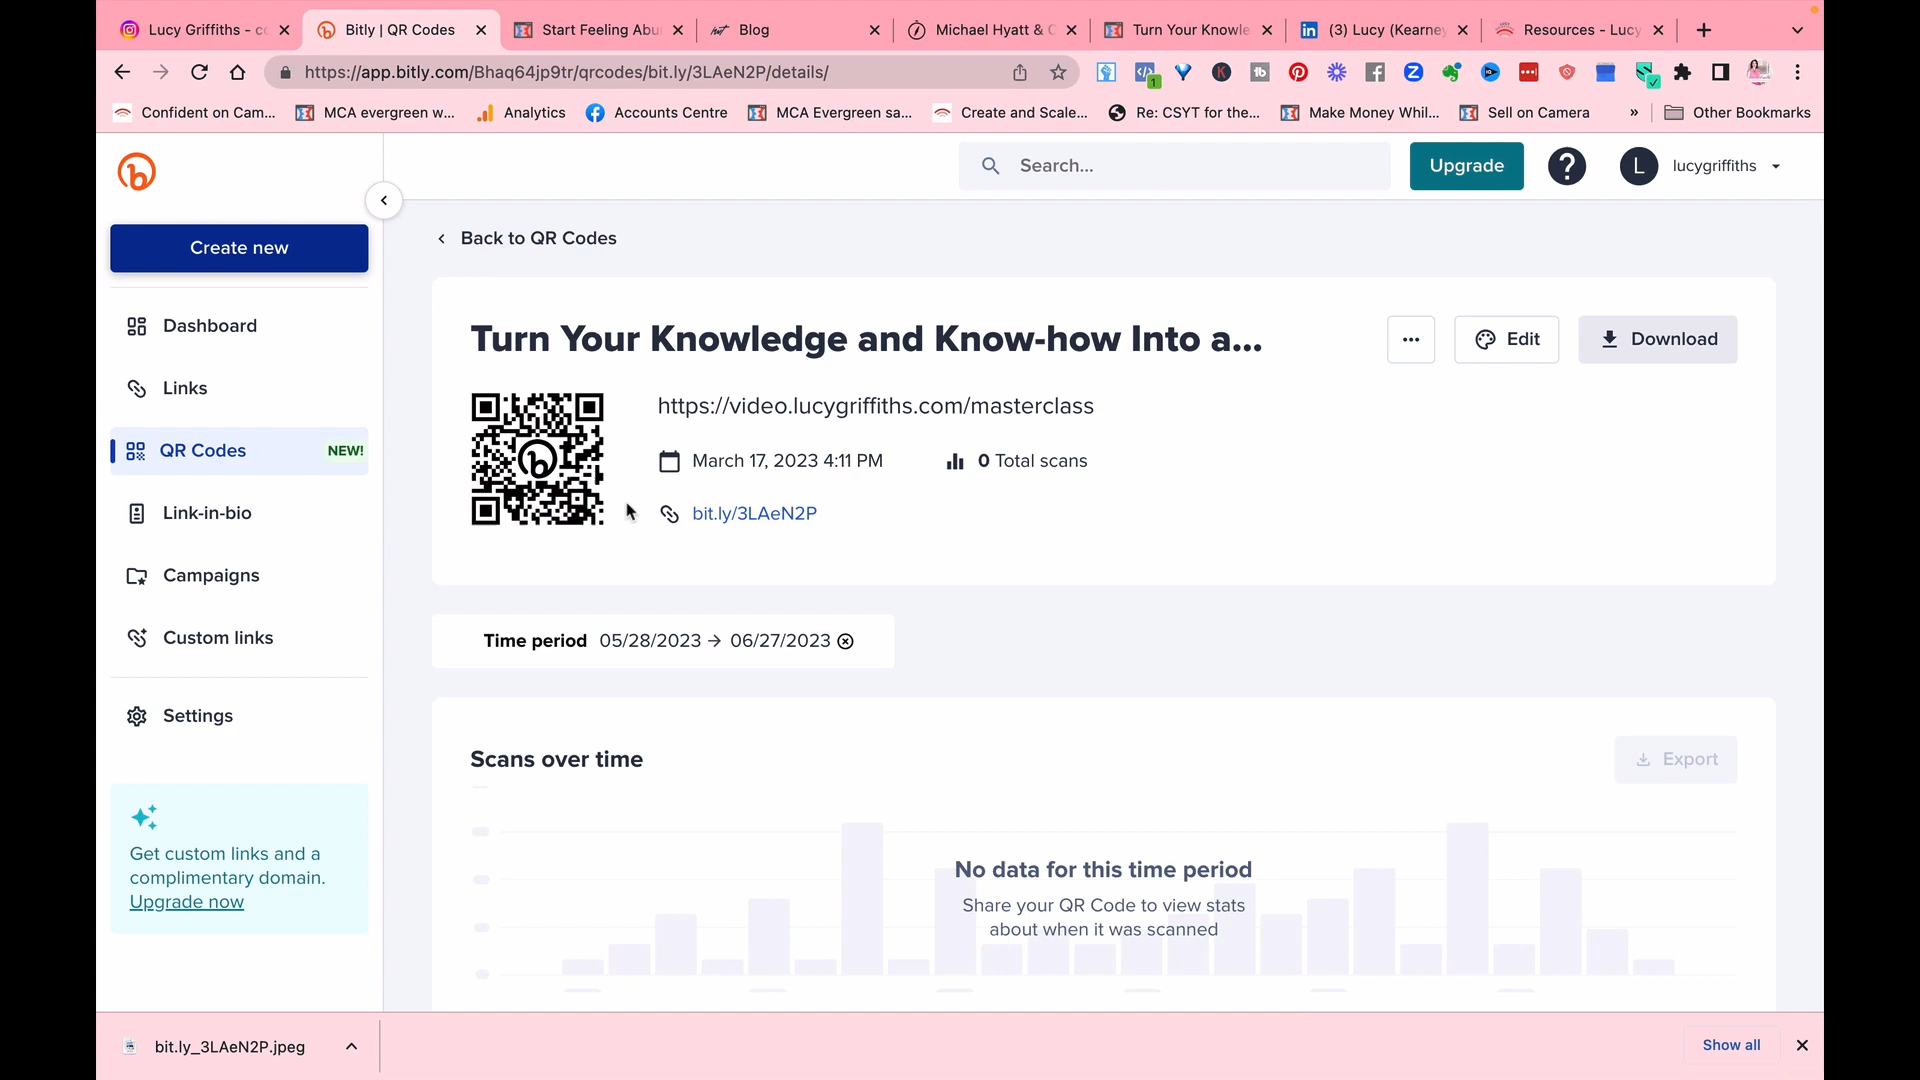 Lucy Griffiths - co
Bitly | QR Codes
Start Feeling Abu
Blog
Michael Hyatt & C
Turn Your Knowle
(3) Lucy (Kearney
Resources - Lucy
https://app.bitly.com/Bhaq64jp9tr/qrcodes/bit.ly/3LAeN2P/details/
Confident on Cam...
MCA evergreen w...
Analytics
Accounts Centre
MCA Evergreen sa...
Create and Scale...
Re: CSYT for the...
Make Money Whil...
Sell on Camera
»
Other Bookmarks
Search...
Upgrade
?
L
lucygriffiths
Create new
Dashboard
Links
QR Codes NEW!
Link-in-bio
Campaigns
Custom links
Settings
Get custom links and a
complimentary domain.
Upgrade now
Back to QR Codes
Turn Your Knowledge and Know-how Into a...
Edit
Download
https://video.lucygriffiths.com/masterclass
March 17, 2023 4:11 PM
0 Total scans
bit.ly/3LAeN2P
Time period 05/28/2023 → 06/27/2023
Scans over time
Export
No data for this time period
Share your QR Code to view stats
about when it was scanned
bit.ly_3LAeN2P.jpeg
Show all